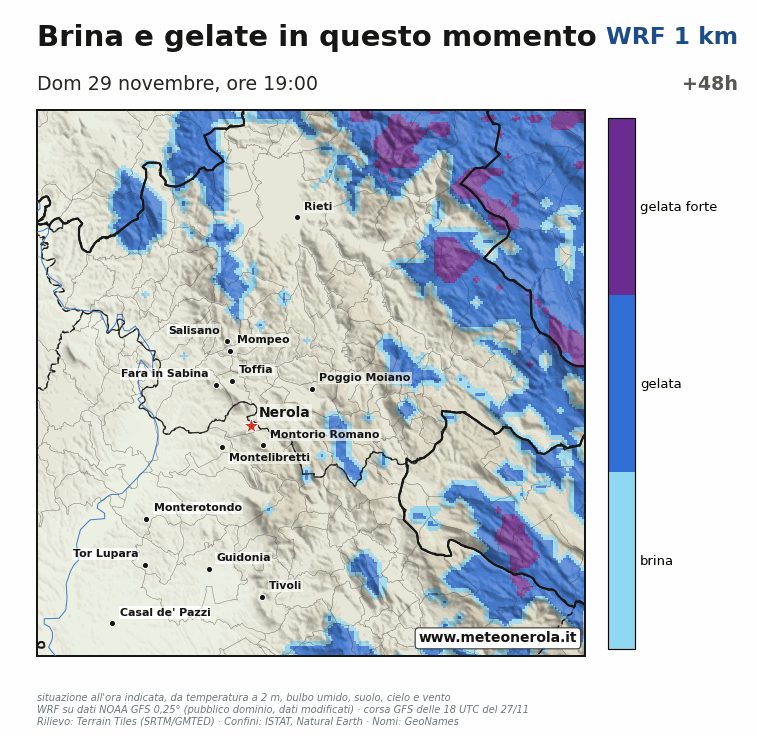 Brina e gelate in questo momento WRF 1 km
Dom 29 novembre, ore 19:00 +48h
gelata forte
Rieti
Salisano
Mompeo
Toffia
Fara in Sabina
Poggio Moiano
gelata
Nerola
Montorio Romano
Montelibretti
Monterotondo
Tor Lupara
Guidonia
brina
Tivoli
Casal de' Pazzi
www.meteonerola.it
situazione all'ora indicata, da temperatura a 2 m, bulbo umido, suolo, cielo e vento
WRF su dati NOAA GFS 0,25° (pubblico dominio, dati modificati) · corsa GFS delle 18 UTC del 27/11
Rilievo: Terrain Tiles (SRTM/GMTED) · Confini: ISTAT, Natural Earth · Nomi: GeoNames